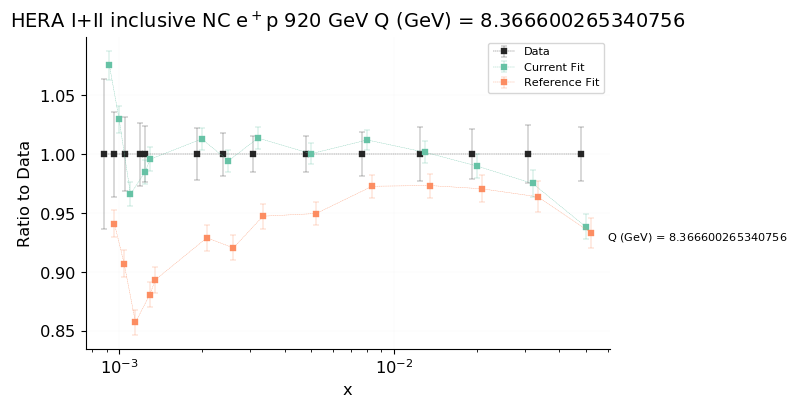 HERA I+II inclusive NC e⁺p 920 GeV Q (GeV) = 8.366600265340756
Data
Current Fit
Reference Fit
1.05
1.00
0.95
0.90
0.85
Ratio to Data
Q (GeV) = 8.366600265340756
10⁻³
10⁻²
x